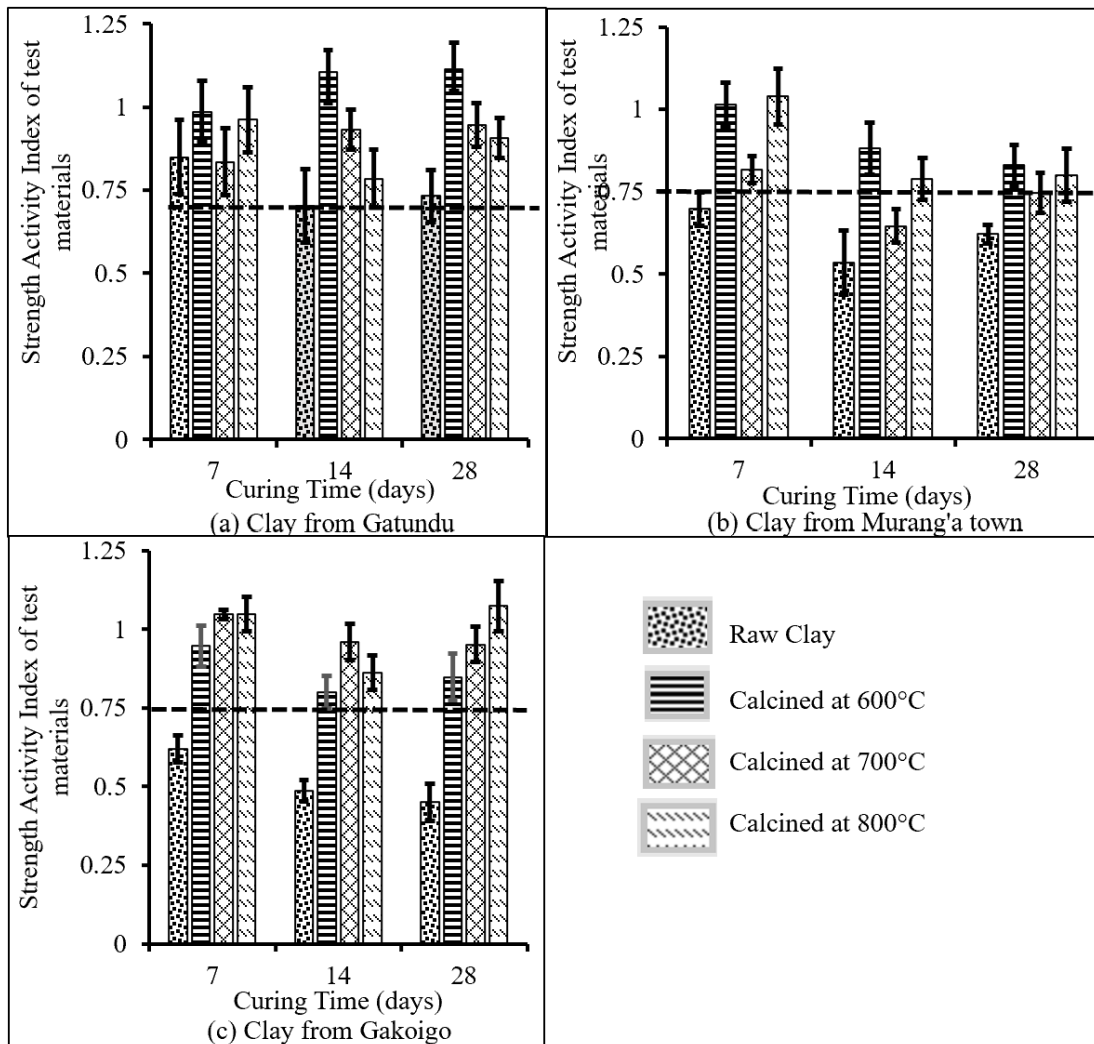 Strength Activity Index of test
materials
1.25
1
0.75
0.5
0.25
0
7
14
28
Curing Time (days)
(a) Clay from Gatundu
Strength Activity Index of test
materials
1.25
1
0.75
0.5
0.25
0
7
14
28
Curing Time (days)
(b) Clay from Murang'a town
Strength Activity Index of test
materials
1.25
1
0.75
0.5
0.25
0
7
14
28
Curing Time (days)
(c) Clay from Gakoigo
Raw Clay
Calcined at 600°C
Calcined at 700°C
Calcined at 800°C